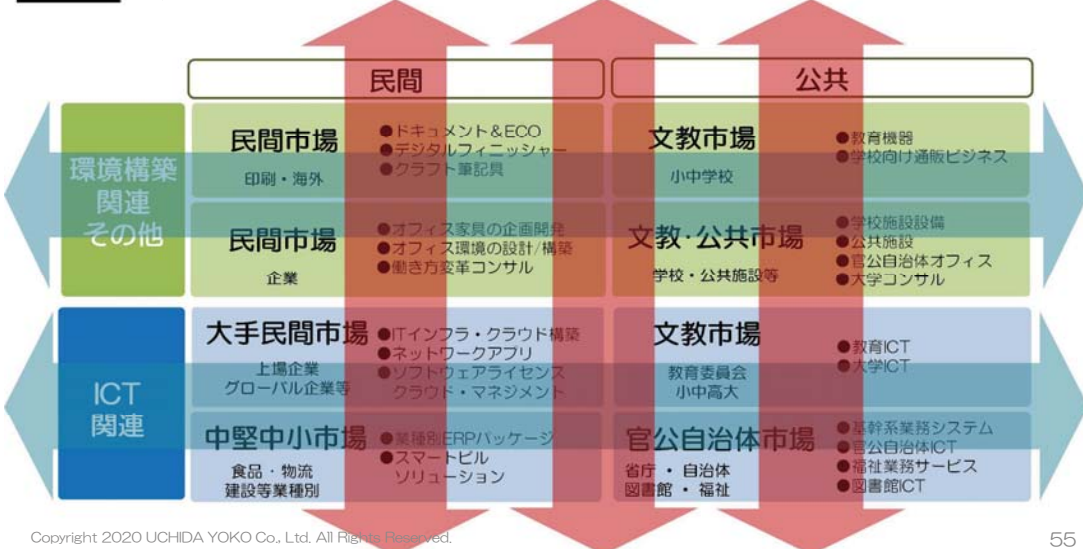 民間
公共
環境構築
関連
その他
民間市場
印刷・海外
●ドキュメント&ECO
●デジタルフィニッシャー
●クラフト筆記具
文教市場
小中学校
●教育機器
●学校向け通販ビジネス
民間市場
企業
●オフィス家具の企画開発
●オフィス環境の設計/構築
●働き方変革コンサル
文教・公共市場
学校・公共施設等
●学校施設設備
●公共施設
●官公自治体オフィス
●大学コンサル
ICT
関連
大手民間市場
上場企業
グローバル企業等
●ITインフラ・クラウド構築
●ネットワークアプリ
●ソフトウェアライセンス
クラウド・マネジメント
文教市場
教育委員会
小中高大
●教育ICT
●大学ICT
中堅中小市場
食品・物流
建設等業種別
●業種別ERPパッケージ
●スマートビル
ソリューション
官公自治体市場
省庁・自治体
図書館・福祉
●基幹系業務システム
●官公自治体ICT
●福祉業務サービス
●図書館ICT
Copyright 2020 UCHIDA YOKO Co., Ltd. All Rights Reserved.
55